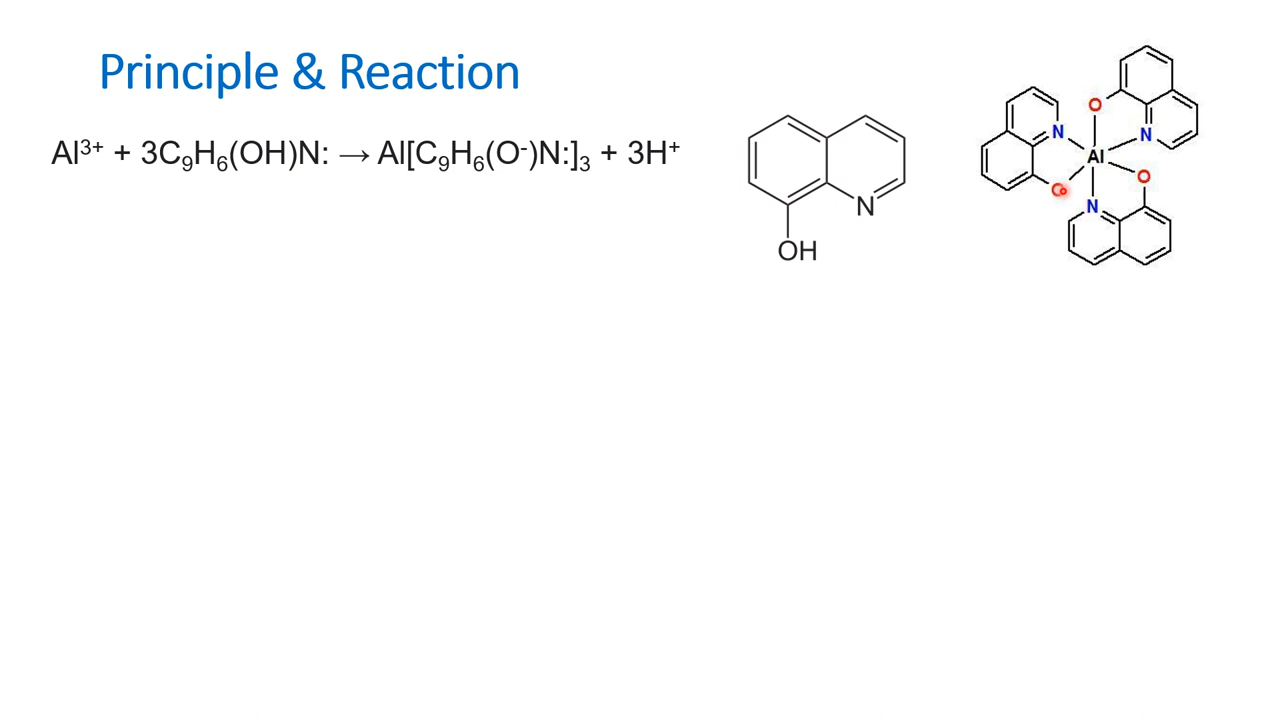 Principle & Reaction
Al³⁺ + 3C₉H₆(OH)N: → Al[C₉H₆(O⁻)N:]₃ + 3H⁺
N
OH
O
N
N
Al
O
O
N